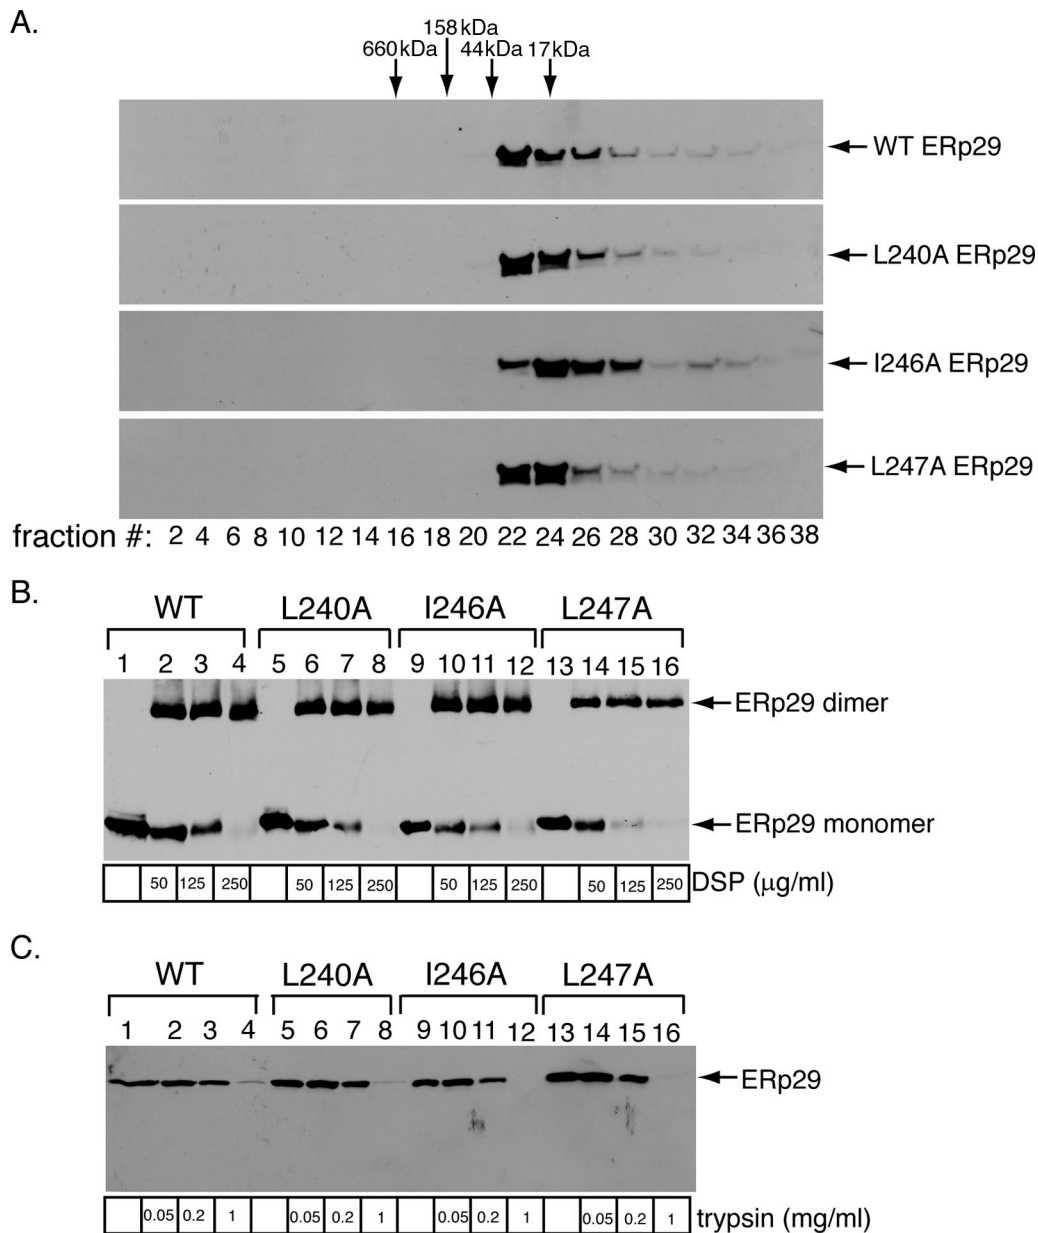 A.
158 kDa
660 kDa 44 kDa 17 kDa
WT ERp29
L240A ERp29
I246A ERp29
L247A ERp29
fraction #: 2 4 6 8 10 12 14 16 18 20 22 24 26 28 30 32 34 36 38
B.
WT L240A I246A L247A
1 2 3 4 5 6 7 8 9 10 11 12 13 14 15 16
ERp29 dimer
ERp29 monomer
50 125 250 50 125 250 50 125 250 50 125 250 DSP (μg/ml)
C.
WT L240A I246A L247A
1 2 3 4 5 6 7 8 9 10 11 12 13 14 15 16
ERp29
0.05 0.2 1 0.05 0.2 1 0.05 0.2 1 0.05 0.2 1 trypsin (mg/ml)